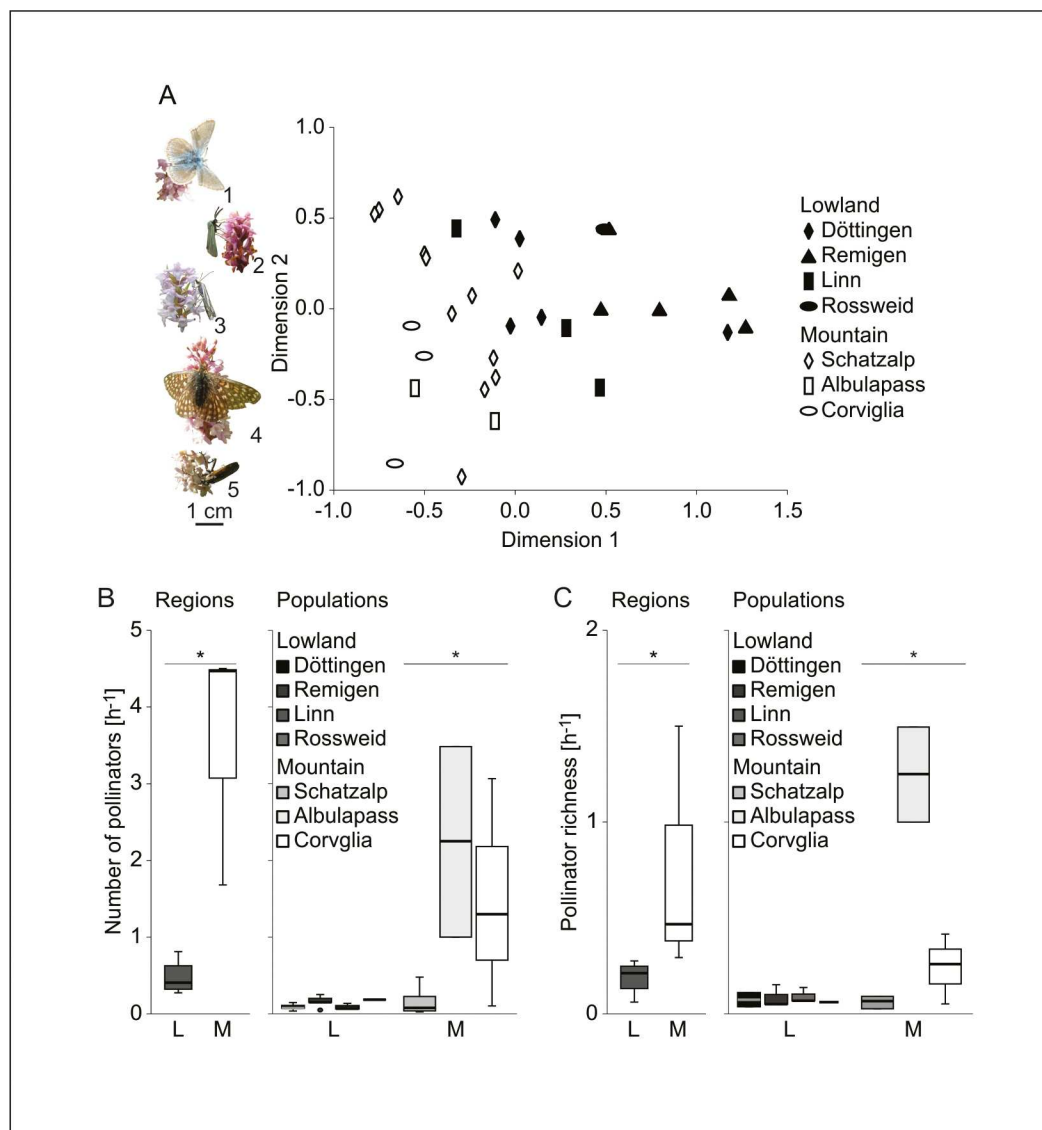 A
1
2
3
4
5
1 cm
Dimension 2
1.0
0.5
0.0
-0.5
-1.0
-1.0 -0.5 0.0 0.5 1.0 1.5
Dimension 1
Lowland
Döttingen
Remigen
Linn
Rossweid
Mountain
Schatzalp
Albulapass
Corviglia
B Regions Populations
Number of pollinators [h-1]
5
4
3
2
1
0
*
L M
Lowland
Döttingen
Remigen
Linn
Rossweid
Mountain
Schatzalp
Albulapass
Corvglia
*
L M
C Regions Populations
Pollinator richness [h-1]
2
1
0
*
L M
Lowland
Döttingen
Remigen
Linn
Rossweid
Mountain
Schatzalp
Albulapass
Corvglia
*
L M